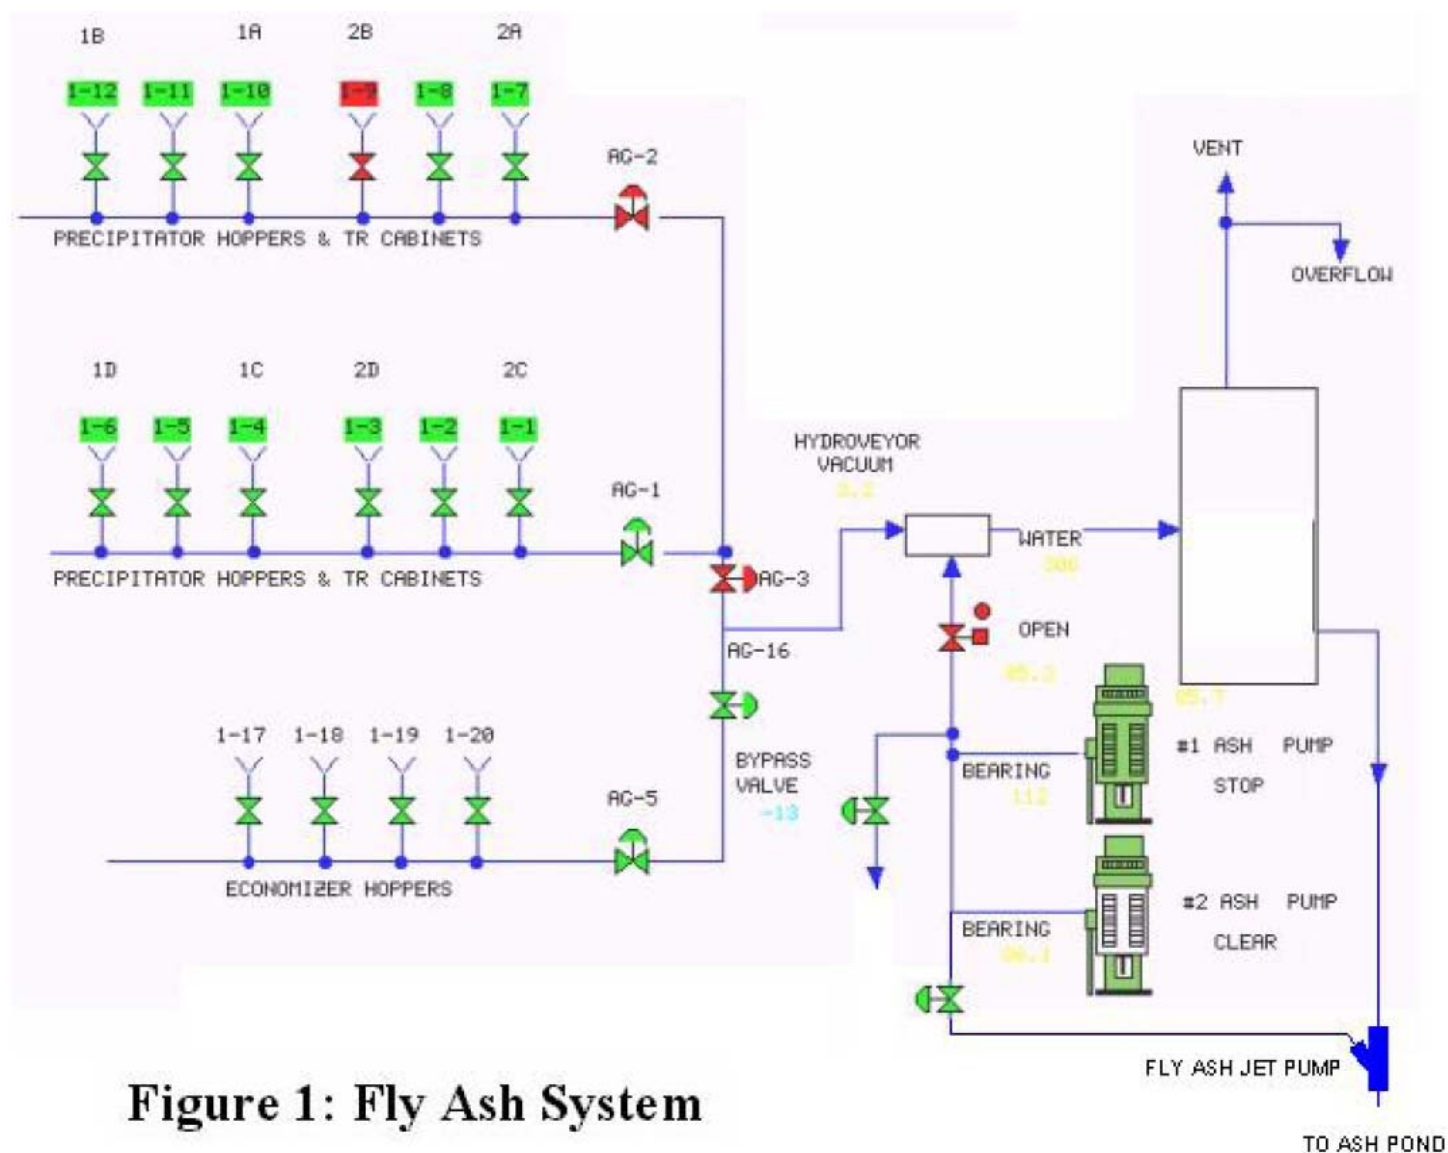 1B 1A 2B 2A
1-12 1-11 1-10 1-9 1-8 1-7
AG-2
PRECIPITATOR HOPPERS & TR CABINETS
VENT
OVERFLOW
1D 1C 2D 2C
1-6 1-5 1-4 1-3 1-2 1-1
AG-1
PRECIPITATOR HOPPERS & TR CABINETS
HYDROVEYOR
VACUUM
WATER
AG-3
OPEN
AG-16
1-17 1-18 1-19 1-20
BYPASS
VALVE
-13
AG-5
ECONOMIZER HOPPERS
BEARING
112
#1 ASH PUMP
STOP
BEARING
#2 ASH PUMP
CLEAR
FLY ASH JET PUMP
TO ASH POND
Figure 1: Fly Ash System